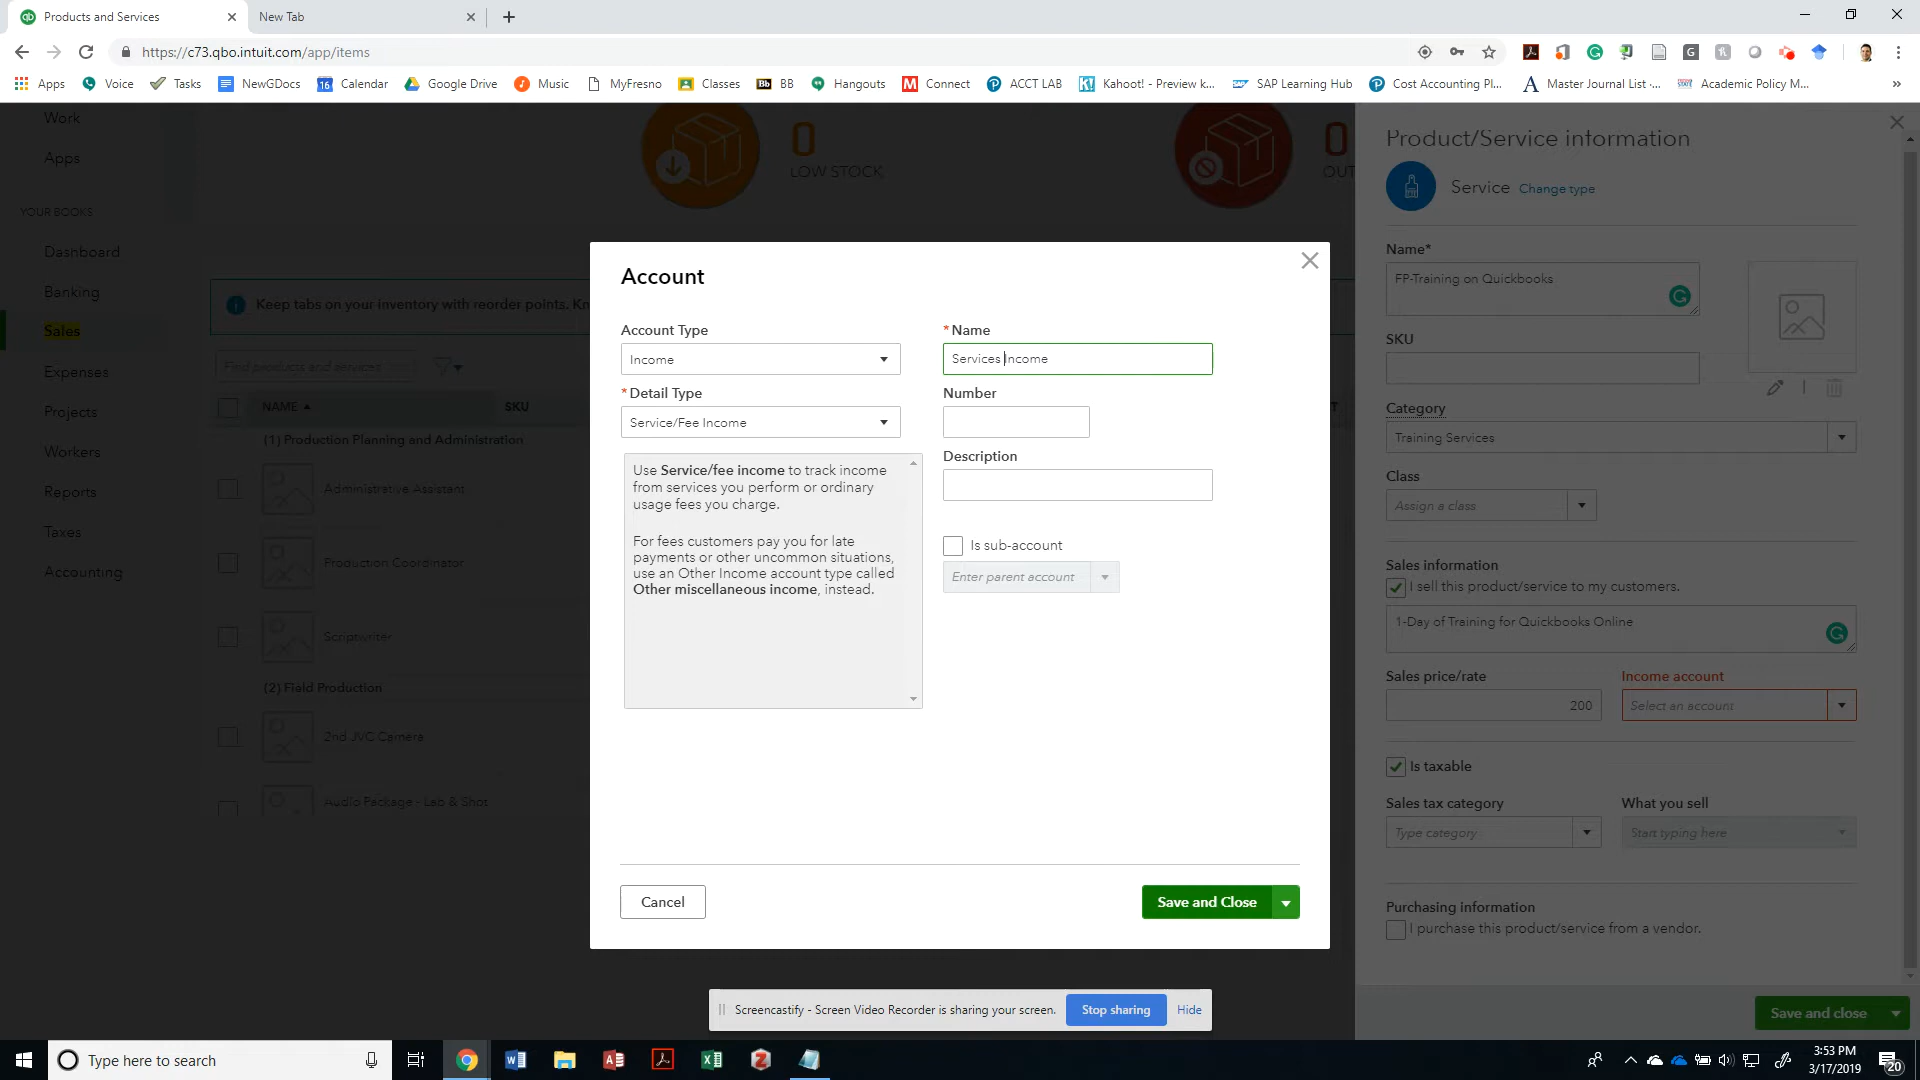 Products and Services
New Tab
https://c73.qbo.intuit.com/app/items
Apps
Voice
Tasks
NewGDocs
16
Calendar
Google Drive
Music
MyFresno
Classes
Bb
BB
Hangouts
Connect
ACCT LAB
Kahoot! - Preview k...
SAP Learning Hub
Cost Accounting Pl...
Master Journal List -...
Academic Policy M...
»
Work
Apps
YOUR BOOKS
Dashboard
Banking
Sales
Expenses
Projects
Workers
Reports
Taxes
Accounting
0
LOW STOCK
0
OUT
Keep tabs on your inventory with reorder points. Kn
Find products and services
NAME
SKU
T
(1) Production Planning and Administration
Administrative Assistant
Production Coordinator
Scriptwriter
(2) Field Production
2nd JVC Camera
Audio Package - Lab & Shot
Account
Account Type
Income
* Detail Type
Service/Fee Income
Use Service/fee income to track income
from services you perform or ordinary
usage fees you charge.
For fees customers pay you for late
payments or other uncommon situations,
use an Other Income account type called
Other miscellaneous income, instead.
* Name
Services Income
Number
Description
Is sub-account
Enter parent account
Cancel
Save and Close
Product/Service information
Service
Change type
Name*
FP-Training on Quickbooks
SKU
Category
Training Services
Class
Assign a class
Sales information
I sell this product/service to my customers.
1-Day of Training for Quickbooks Online
Sales price/rate
200
Income account
Select an account
Is taxable
Sales tax category
Type category
What you sell
Start typing here
Purchasing information
I purchase this product/service from a vendor.
Save and close
Screencastify - Screen Video Recorder is sharing your screen.
Stop sharing
Hide
Type here to search
3:53 PM
3/17/2019
20